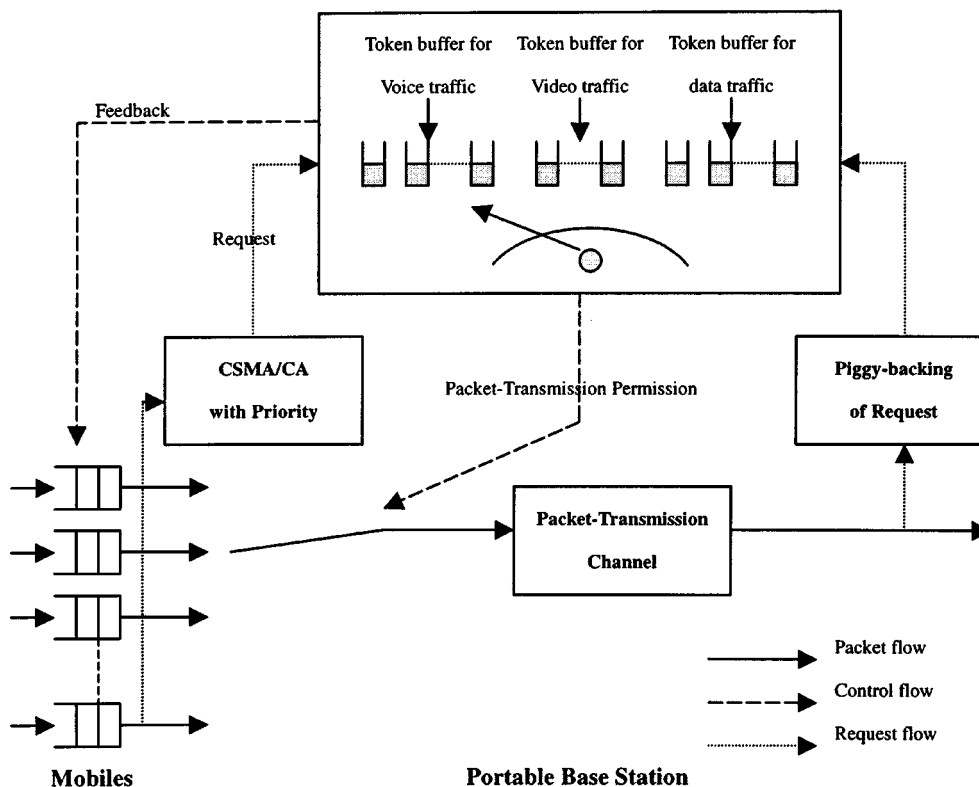 Token buffer for Token buffer for Token buffer for
Voice traffic Video traffic data traffic
Feedback
Request
CSMA/CA
with Priority
Packet-Transmission Permission
Piggy-backing
of Request
Packet-Transmission
Channel
Packet flow
Control flow
Request flow
Mobiles
Portable Base Station